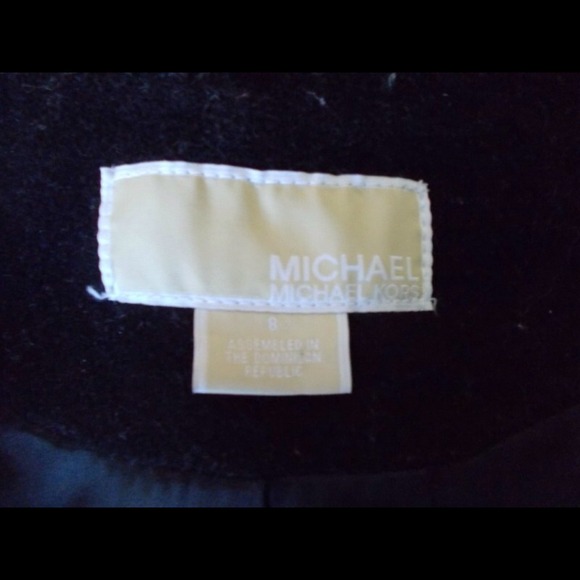 MICHAEL
MICHAEL KORS
8
ASSEMBLED IN
THE DOMINICAN
REPUBLIC